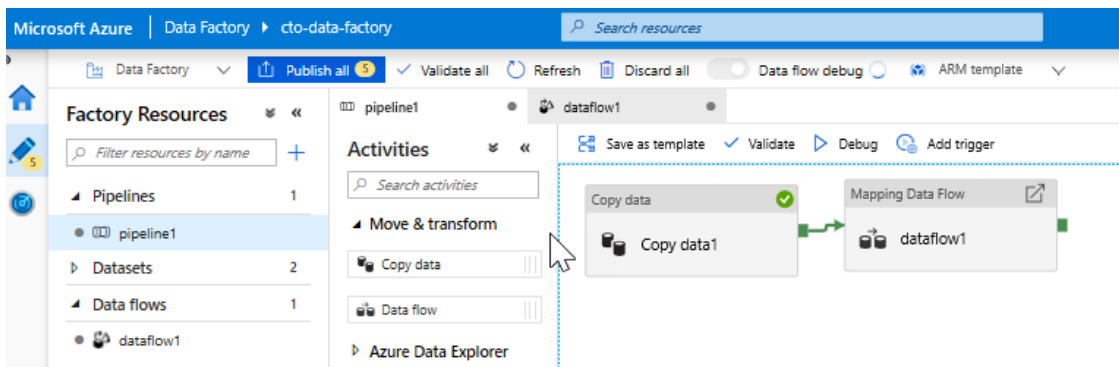 Microsoft Azure | Data Factory ▸ cto-data-factory
Search resources
Data Factory
Publish all 5
Validate all
Refresh
Discard all
Data flow debug
ARM template
Factory Resources
Filter resources by name
5
Pipelines 1
pipeline1
Datasets 2
Data flows 1
dataflow1
pipeline1
dataflow1
Activities
Search activities
Move & transform
Copy data
Data flow
Azure Data Explorer
Save as template
Validate
Debug
Add trigger
Copy data
Copy data1
Mapping Data Flow
dataflow1